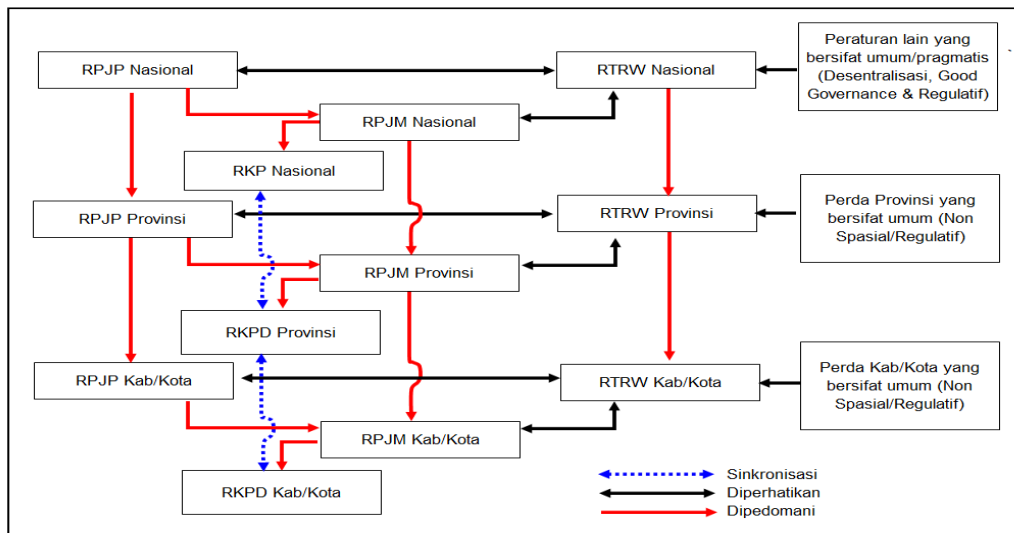 RPJP Nasional
RTRW Nasional
Peraturan lain yang
bersifat umum/pragmatis
(Desentralisasi, Good
Governance & Regulatif)
`
RPJM Nasional
RKP Nasional
RPJP Provinsi
RTRW Provinsi
Perda Provinsi yang
bersifat umum (Non
Spasial/Regulatif)
RPJM Provinsi
RKPD Provinsi
RPJP Kab/Kota
RTRW Kab/Kota
Perda Kab/Kota yang
bersifat umum (Non
Spasial/Regulatif)
RPJM Kab/Kota
RKPD Kab/Kota
Sinkronisasi
Diperhatikan
Dipedomani